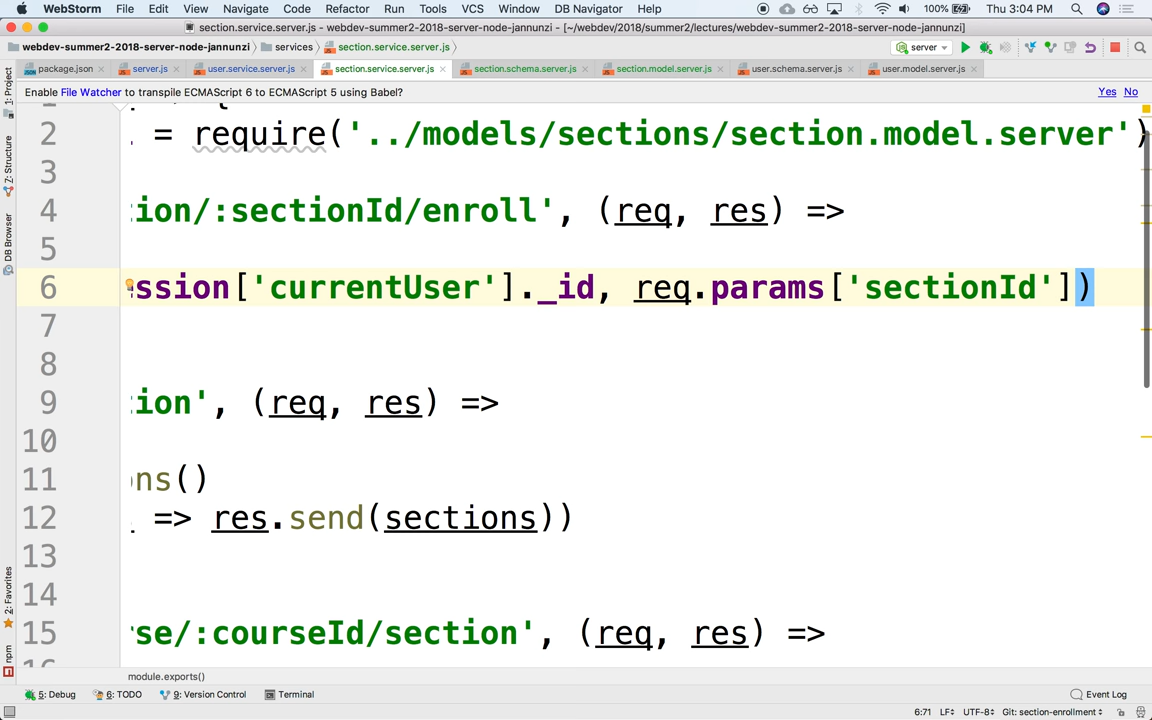 WebStorm File Edit View Navigate Code Refactor Run Tools VCS Window DB Navigator Help 100% Thu 3:04 PM
section.service.server.js - webdev-summer2-2018-server-node-jannunzi - [~/webdev/2018/summer2/lectures/webdev-summer2-2018-server-node-jannunzi]
webdev-summer2-2018-server-node-jannunzi services section.service.server.js server
package.json server.js user.service.server.js section.service.server.js section.schema.server.js section.model.server.js user.schema.server.js user.model.server.js
Enable File Watcher to transpile ECMAScript 6 to ECMAScript 5 using Babel? Yes No
1: Project
7: Structure
DB Browser
2: Favorites
npm
2 = require('../models/sections/section.model.server')
3
4 tion/:sectionId/enroll', (req, res) =>
5
6 ssion['currentUser']._id, req.params['sectionId'])
7
8
9 tion', (req, res) =>
10
11 ns()
12 => res.send(sections))
13
14
15 rse/:courseId/section', (req, res) =>
16
module.exports()
5: Debug 6: TODO 9: Version Control Terminal Event Log
6:71 LF÷ UTF-8÷ Git: section-enrollment÷